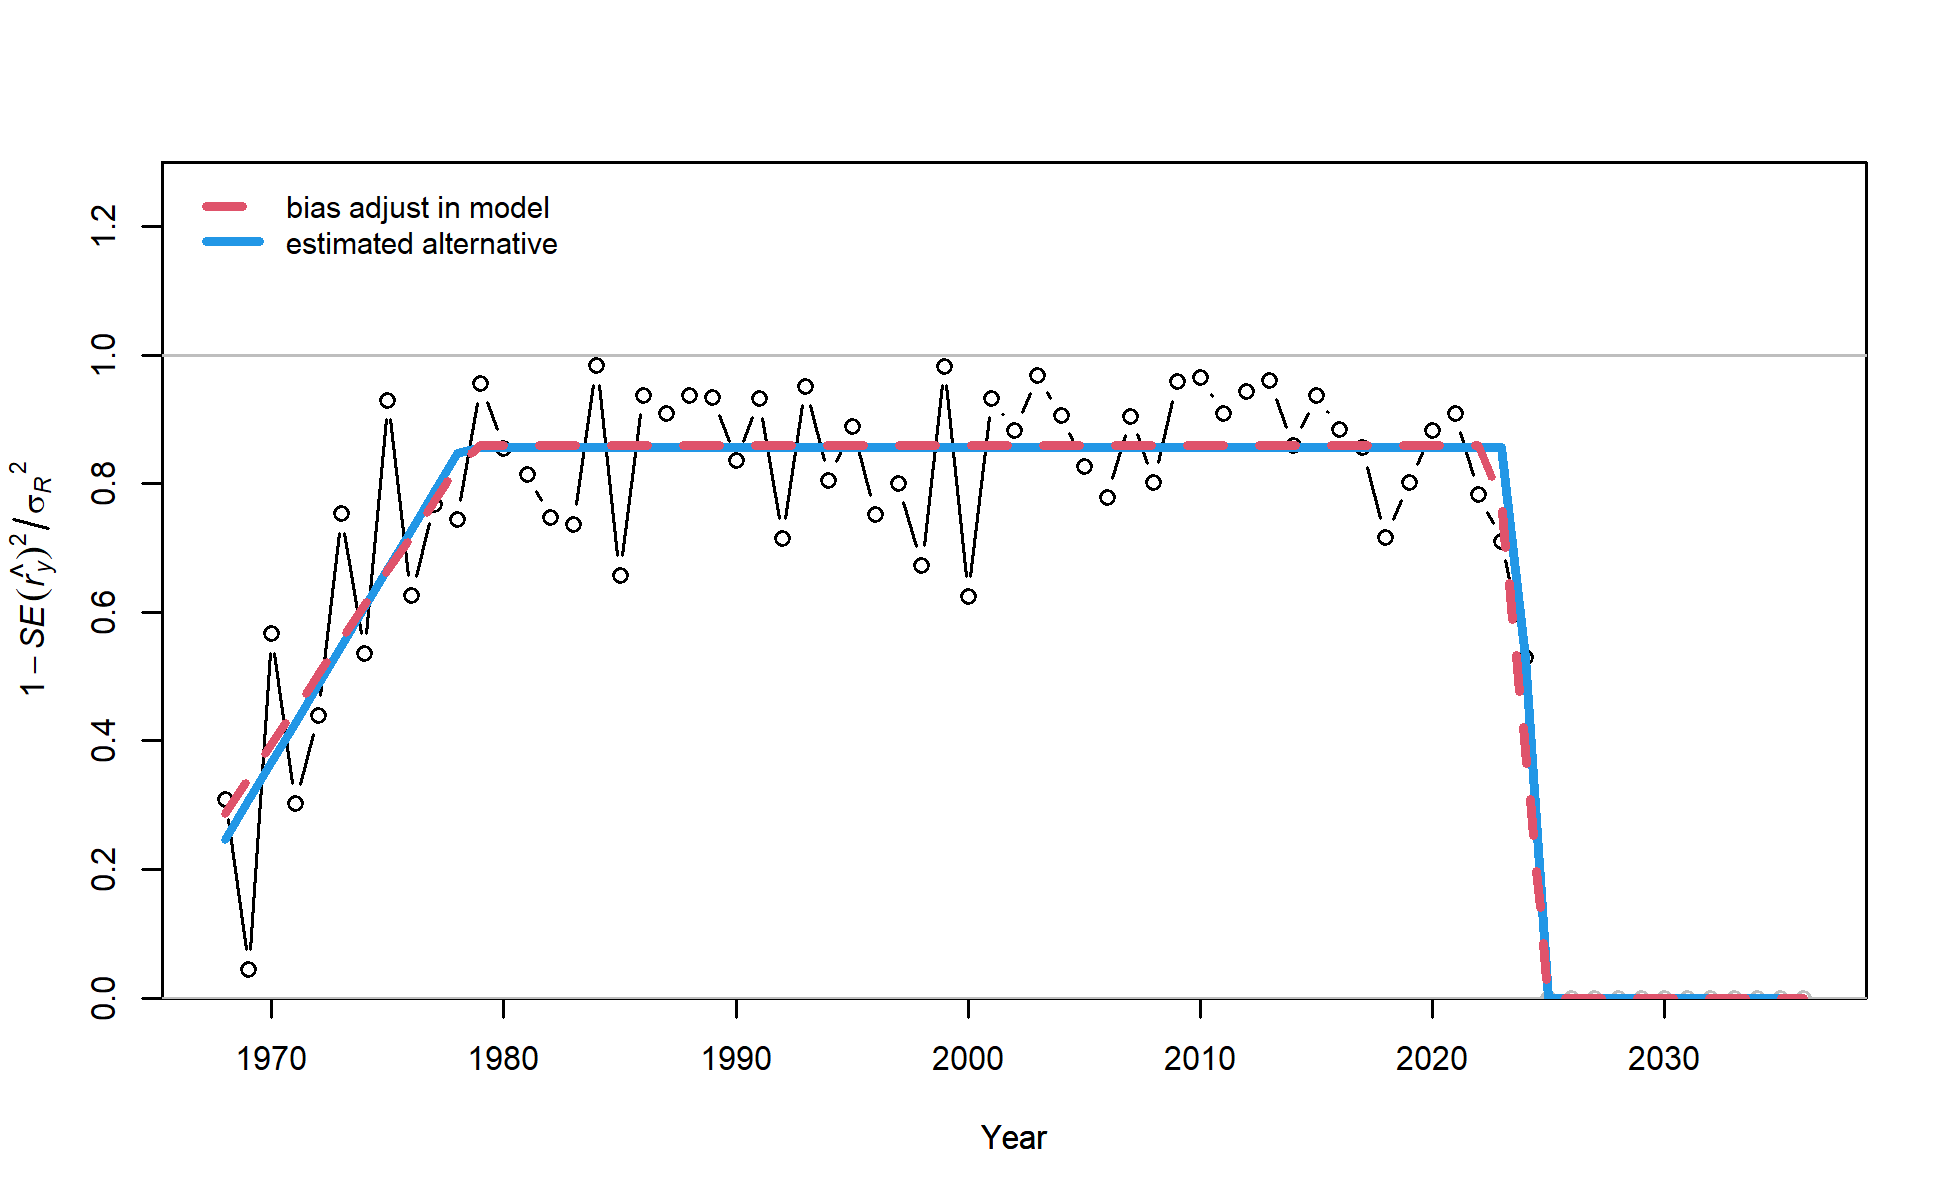 bias adjust in model
estimated alternative
1 − SE(r̂y)² / σR²
0.0
0.2
0.4
0.6
0.8
1.0
1.2
1970 1980 1990 2000 2010 2020 2030
Year